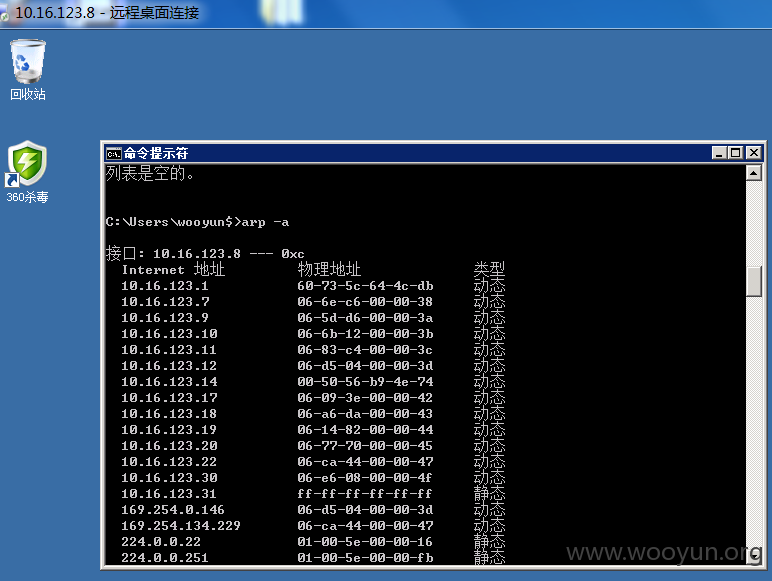 10.16.123.8 - 远程桌面连接
回收站
360杀毒
命令提示符
列表是空的。
C:\Users\wooyun$>arp -a
接口: 10.16.123.8 --- 0xc
Internet 地址 物理地址 类型
10.16.123.1 60-73-5c-64-4c-db 动态
10.16.123.7 06-6e-c6-00-00-38 动态
10.16.123.9 06-5d-d6-00-00-3a 动态
10.16.123.10 06-6b-12-00-00-3b 动态
10.16.123.11 06-83-c4-00-00-3c 动态
10.16.123.12 06-d5-04-00-00-3d 动态
10.16.123.14 00-50-56-b9-4e-74 动态
10.16.123.17 06-09-3e-00-00-42 动态
10.16.123.18 06-a6-da-00-00-43 动态
10.16.123.19 06-14-82-00-00-44 动态
10.16.123.20 06-77-70-00-00-45 动态
10.16.123.22 06-ca-44-00-00-47 动态
10.16.123.30 06-e6-08-00-00-4f 动态
10.16.123.31 ff-ff-ff-ff-ff-ff 静态
169.254.0.146 06-d5-04-00-00-3d 动态
169.254.134.229 06-ca-44-00-00-47 动态
224.0.0.22 01-00-5e-00-00-16 静态
224.0.0.251 01-00-5e-00-00-fb 静态
www.wooyun.org